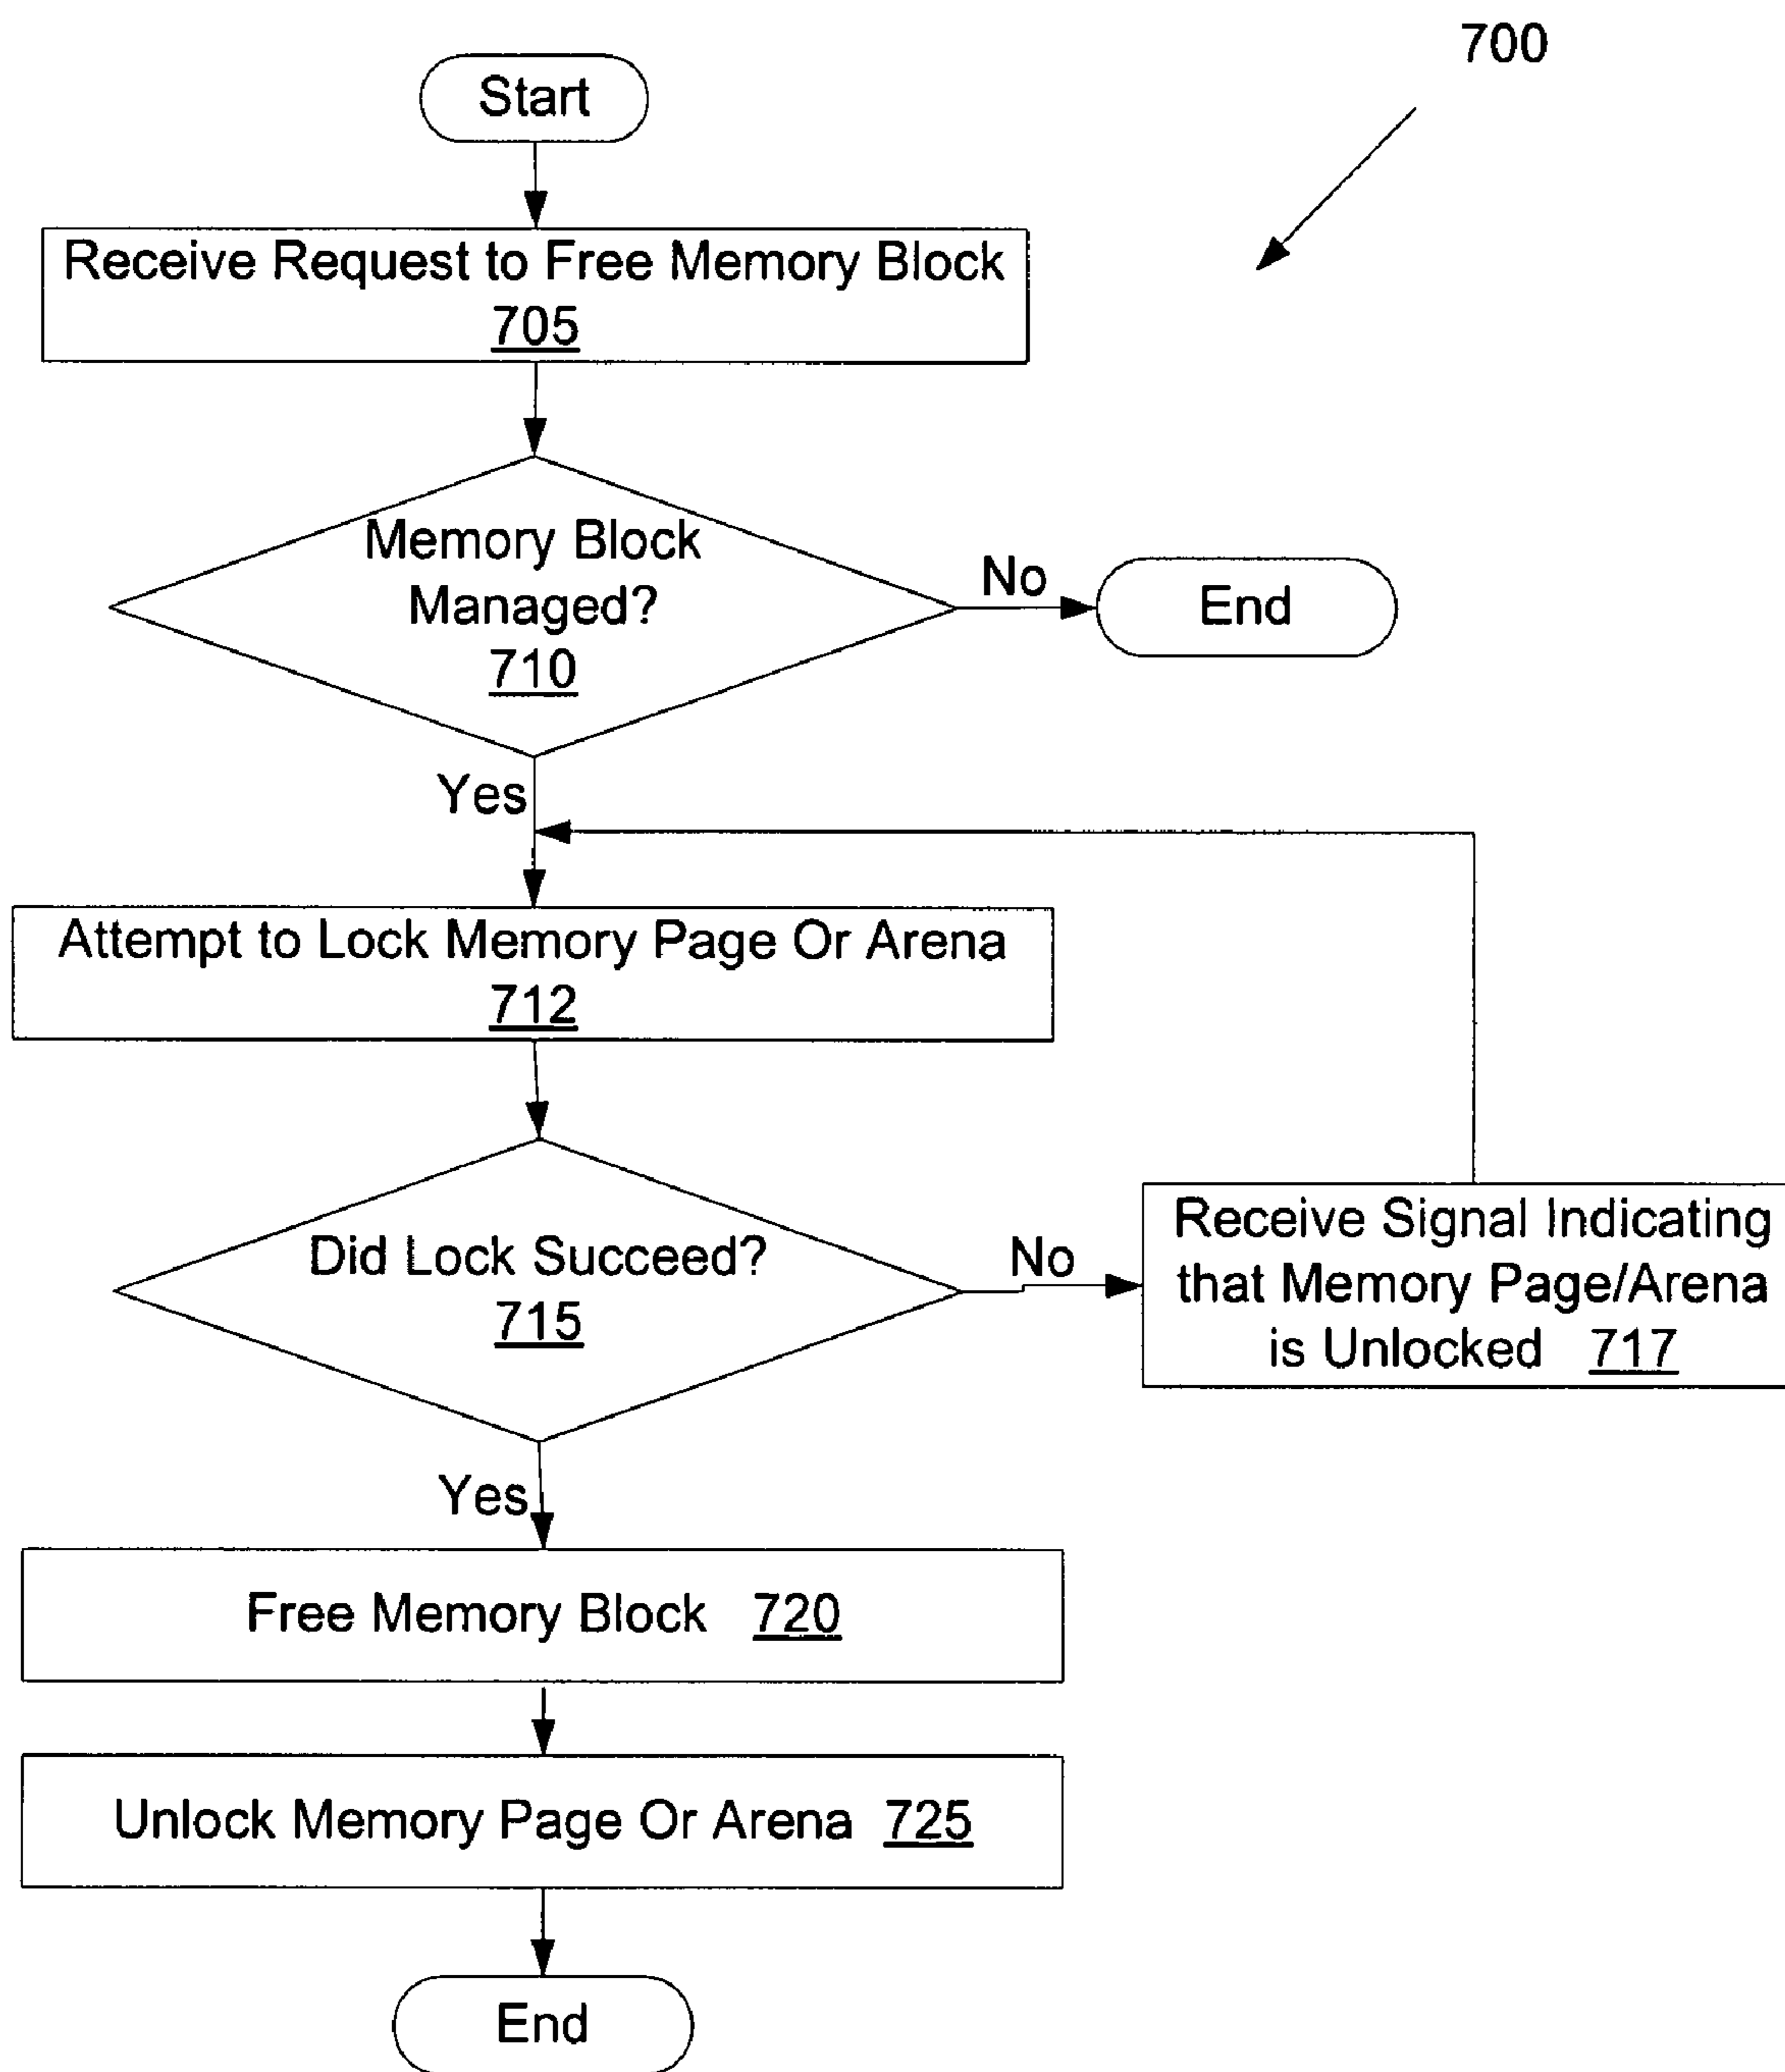 700
Start
Receive Request to Free Memory Block
705
Memory Block
Managed?
710
No
End
Yes
Attempt to Lock Memory Page Or Arena
712
Did Lock Succeed?
715
No
Receive Signal Indicating
that Memory Page/Arena
is Unlocked 717
Yes
Free Memory Block 720
Unlock Memory Page Or Arena 725
End